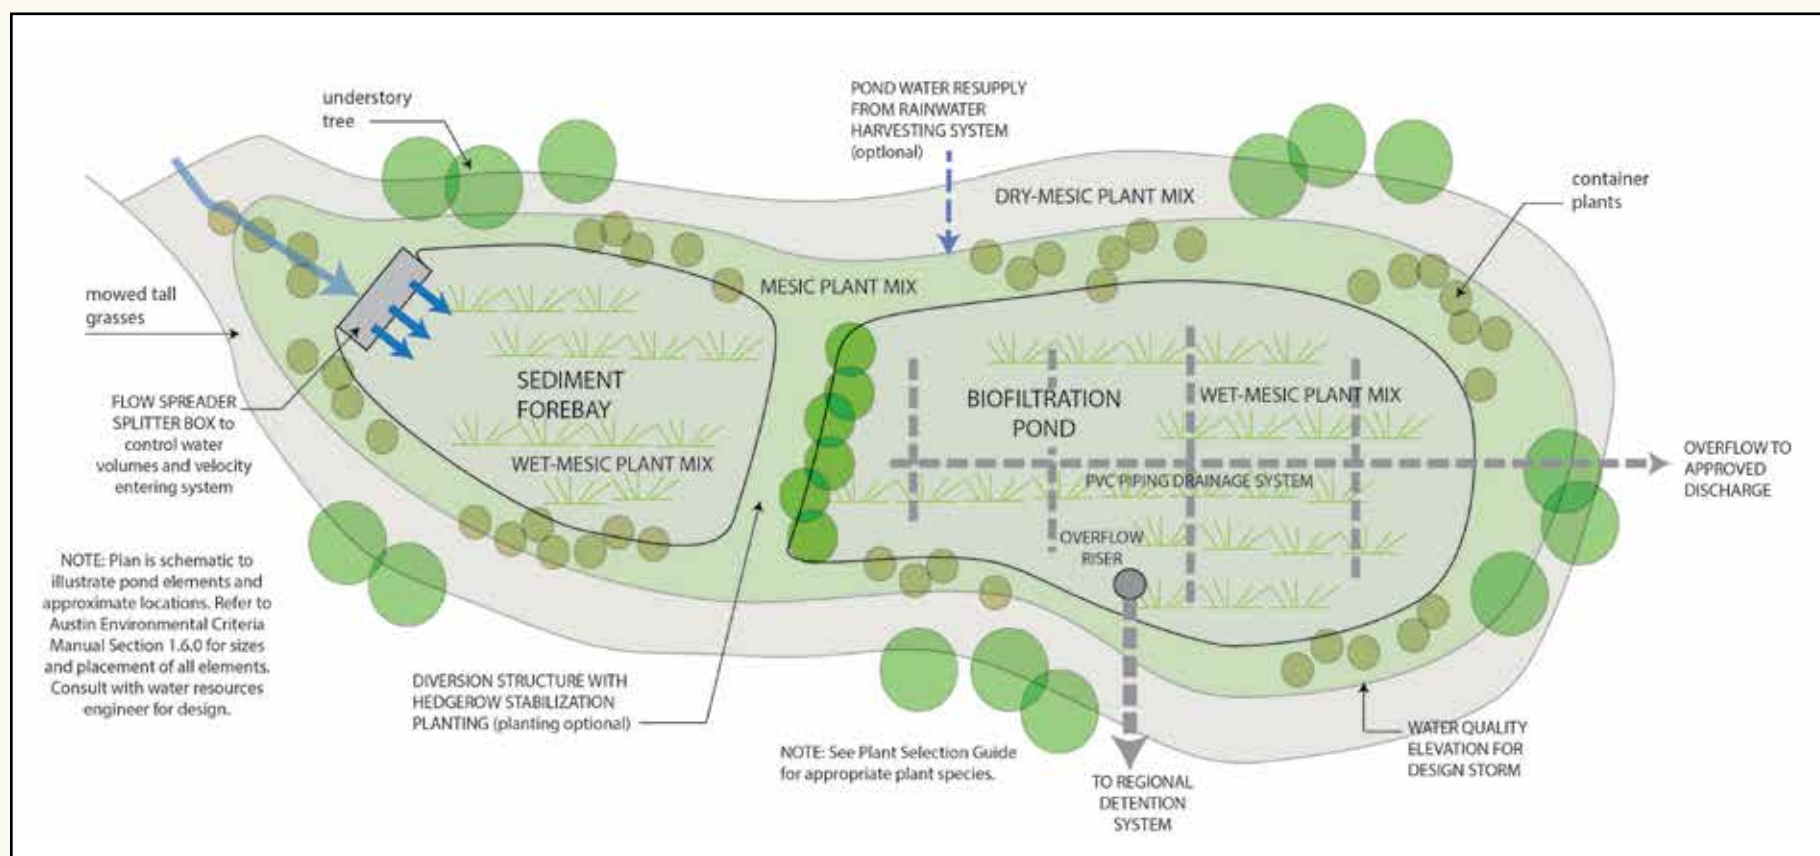 understory
tree
POND WATER RESUPPLY
FROM RAINWATER
HARVESTING SYSTEM
(optional)
DRY-MESIC PLANT MIX
container
plants
mowed tall
grasses
MESIC PLANT MIX
SEDIMENT
FOREBAY
BIOFILTRATION
POND
WET-MESIC PLANT MIX
FLOW SPREADER
SPLITTER BOX to
control water
volumes and velocity
entering system
WET-MESIC PLANT MIX
PVC PIPING DRAINAGE SYSTEM
OVERFLOW TO
APPROVED
DISCHARGE
OVERFLOW
RISER
NOTE: Plan is schematic to
illustrate pond elements and
approximate locations. Refer to
Austin Environmental Criteria
Manual Section 1.6.0 for sizes
and placement of all elements.
Consult with water resources
engineer for design.
DIVERSION STRUCTURE WITH
HEDGEROW STABILIZATION
PLANTING (planting optional)
NOTE: See Plant Selection Guide
for appropriate plant species.
WATER QUALITY
ELEVATION FOR
DESIGN STORM
TO REGIONAL
DETENTION
SYSTEM